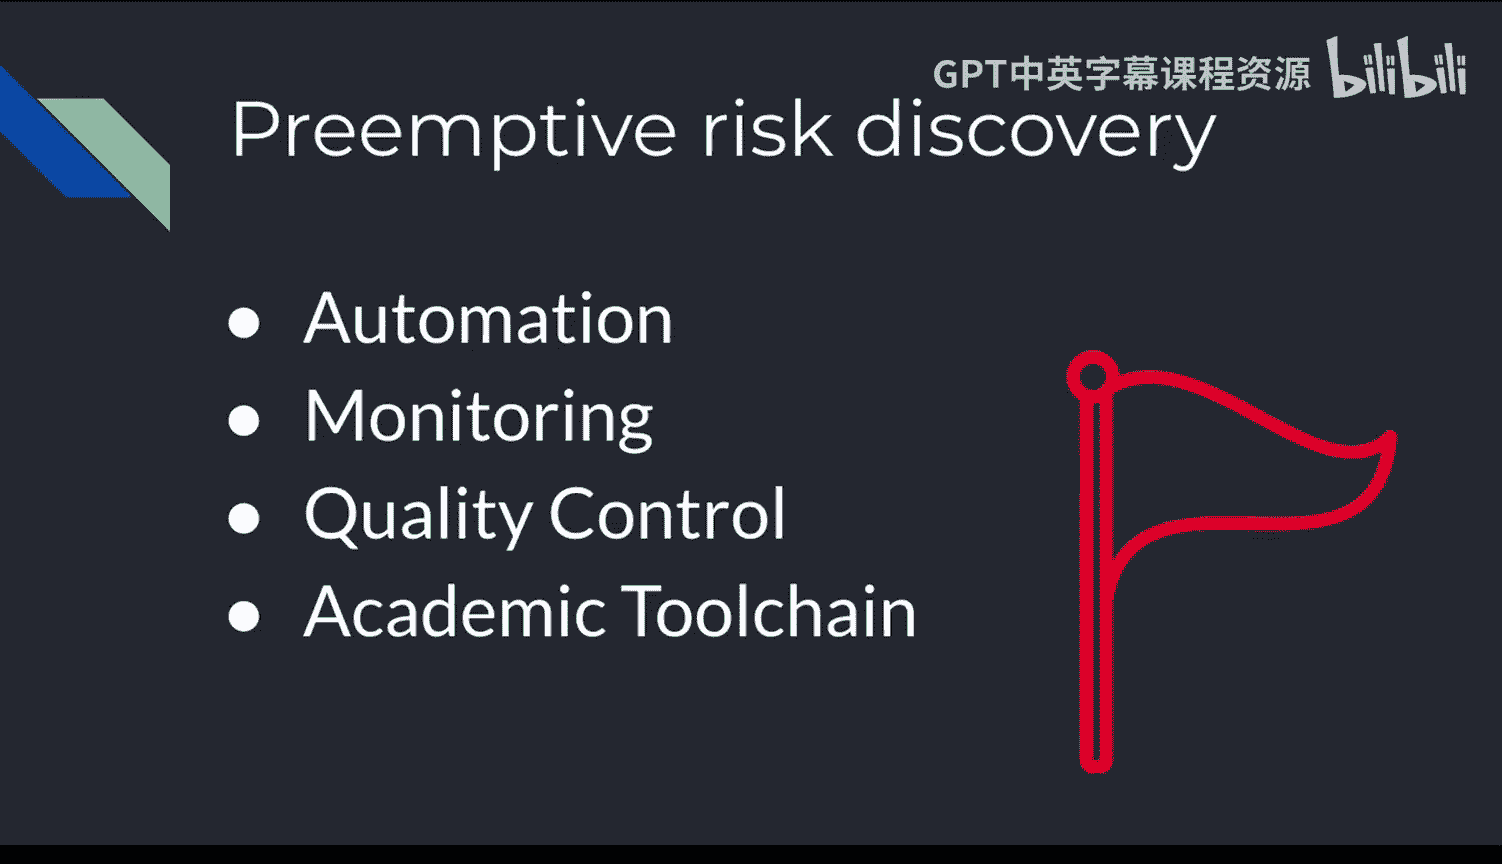 GPT中英字幕课程资源 bilibili
Preemptive risk discovery
● Automation
● Monitoring
● Quality Control
● Academic Toolchain